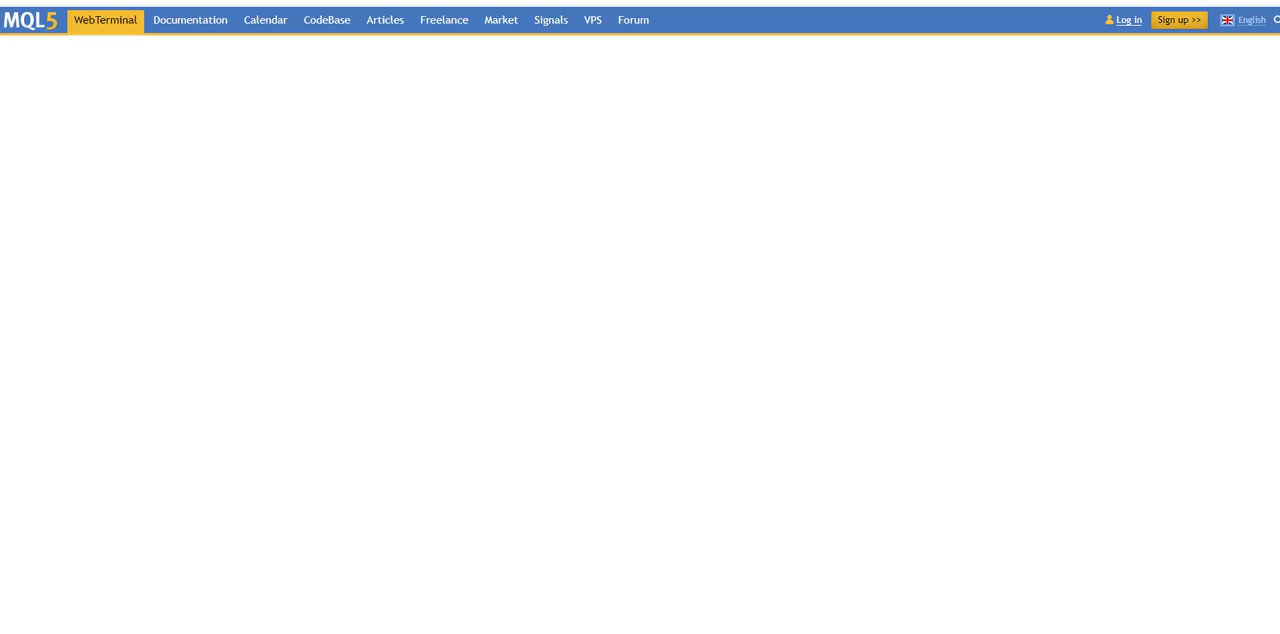 MQL5 WebTerminal Documentation Calendar CodeBase Articles Freelance Market Signals VPS Forum Log in Sign up >> English